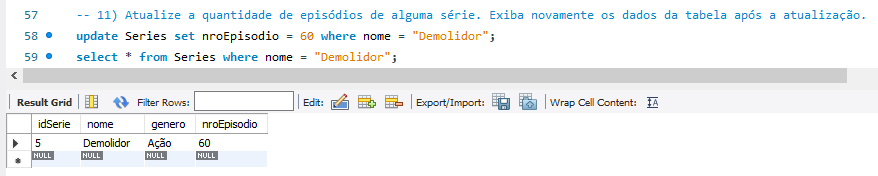 57 -- 11) Atualize a quantidade de episódios de alguma série. Exiba novamente os dados da tabela após a atualização.
58 update Series set nroEpisodio = 60 where nome = "Demolidor";
59 select * from Series where nome = "Demolidor";
Result Grid Filter Rows: Edit: Export/Import: Wrap Cell Content: IA
idSerie nome genero nroEpisodio
5 Demolidor Ação 60
NULL NULL NULL NULL